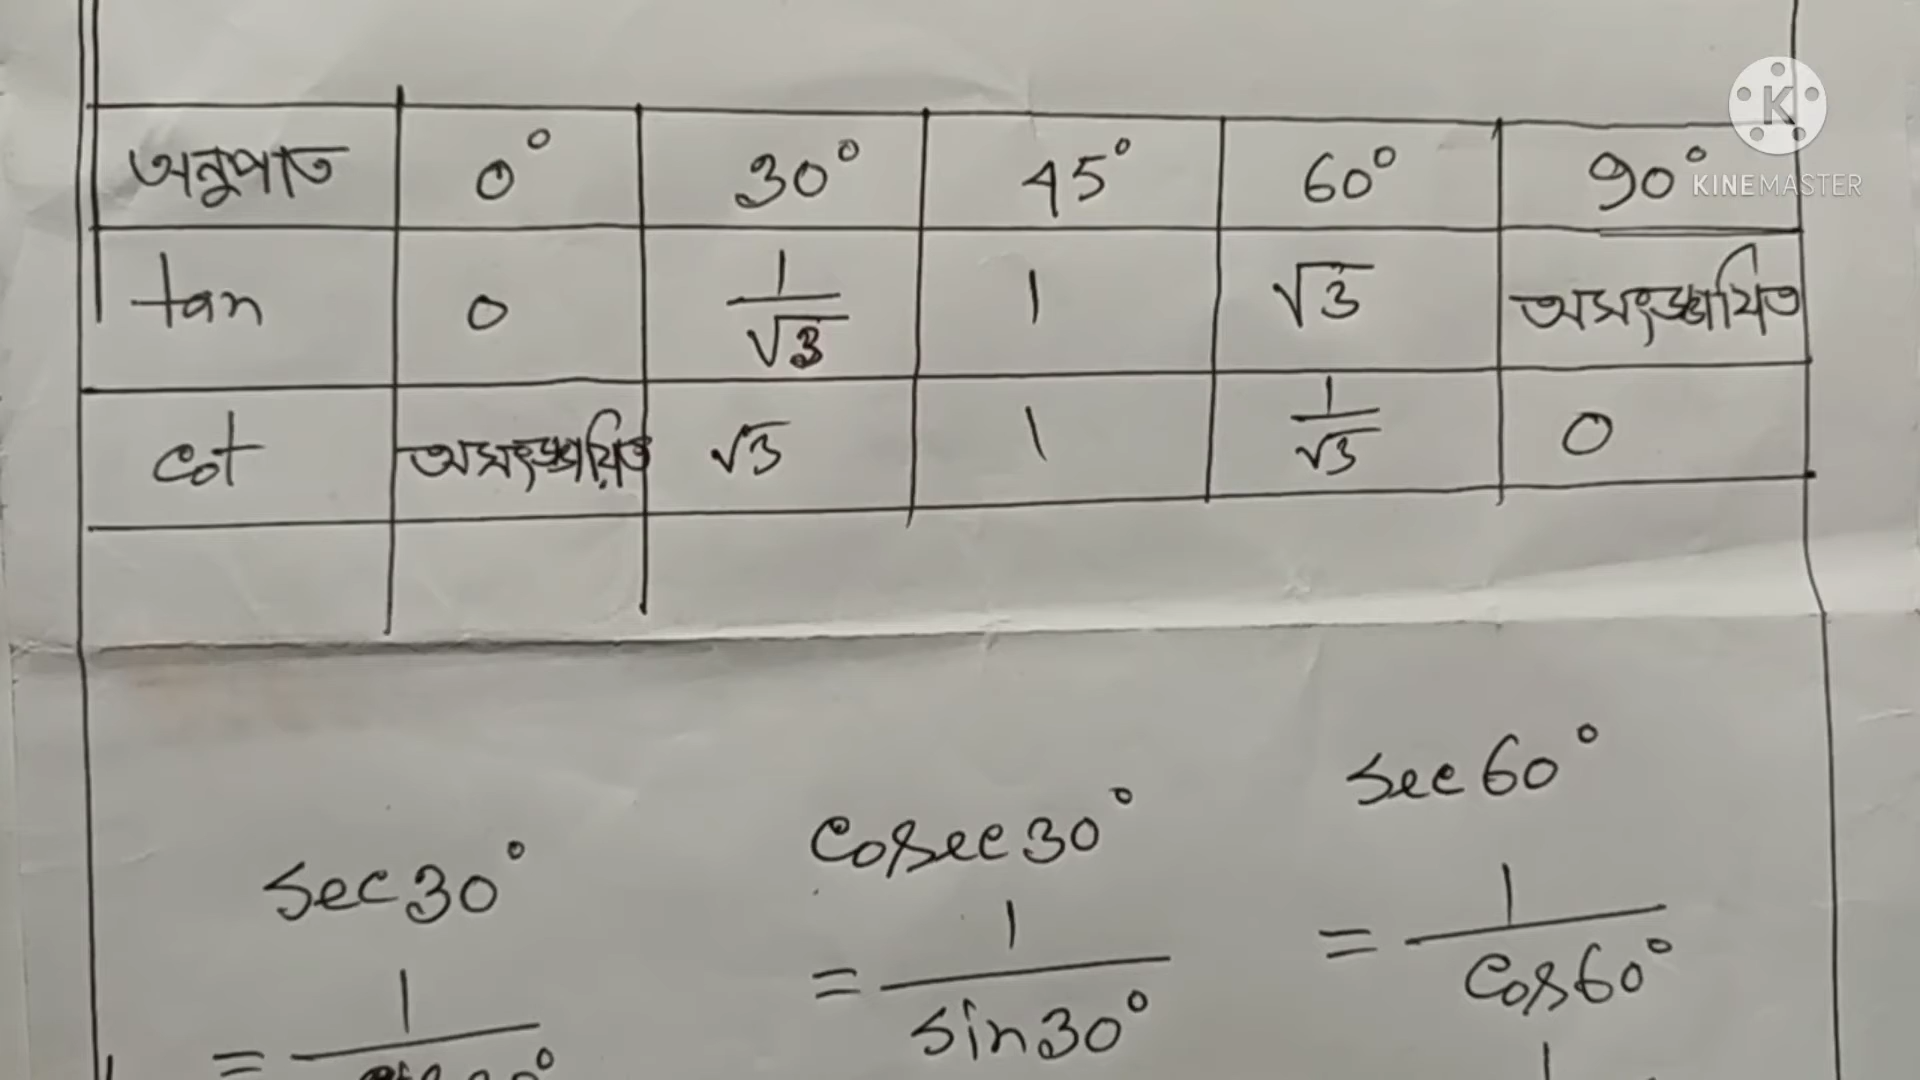 অনুপাত 0° 30° 45° 60° 90°
tan 0 1/√3 1 √3 অসংজ্ঞায়িত
cot অসংজ্ঞায়িত √3 1 1/√3 0
sec 60°
cosec 30°
sec 30°
= 1/cos 60°
= 1/sin 30°
= 1/
1
KINEMASTER